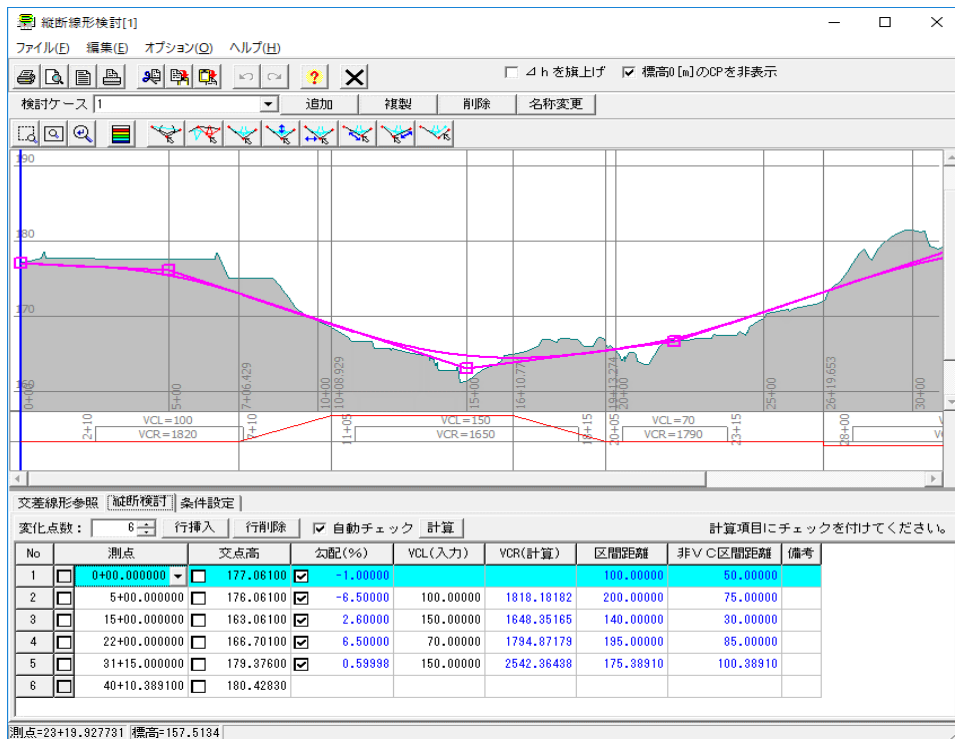 縦断線形検討[1]
ファイル(F) 編集(E) オプション(O) ヘルプ(H)
⊿hを旗上げ 標高0[m]のCPを非表示
検討ケース 1 追加 複製 削除 名称変更
190
180
170
160
0+00
5+00
7+06.429
10+00
10+08.929
15+00
16+10.77
19+13.274
20+00
25+00
26+19.653
30+00
2+10
VCL=100
VCR=1820
7+10
11+05
VCL=150
VCR=1650
18+15
20+05
VCL=70
VCR=1790
23+15
28+00
V
V
交差線形参照 縦断検討 条件設定
変化点数： 6 行挿入 行削除 自動チェック 計算 計算項目にチェックを付けてください。
No 測点 交点高 勾配(%) VCL(入力) VCR(計算) 区間距離 非ＶＣ区間距離 備考
1 0+00.000000 177.06100 -1.00000 100.00000 50.00000
2 5+00.000000 176.06100 -6.50000 100.00000 1818.18182 200.00000 75.00000
3 15+00.000000 163.06100 2.60000 150.00000 1648.35165 140.00000 30.00000
4 22+00.000000 166.70100 6.50000 70.00000 1794.87179 195.00000 85.00000
5 31+15.000000 179.37600 0.59998 150.00000 2542.36438 175.38910 100.38910
6 40+10.389100 180.42830
測点=23+19.927731 標高=157.5134